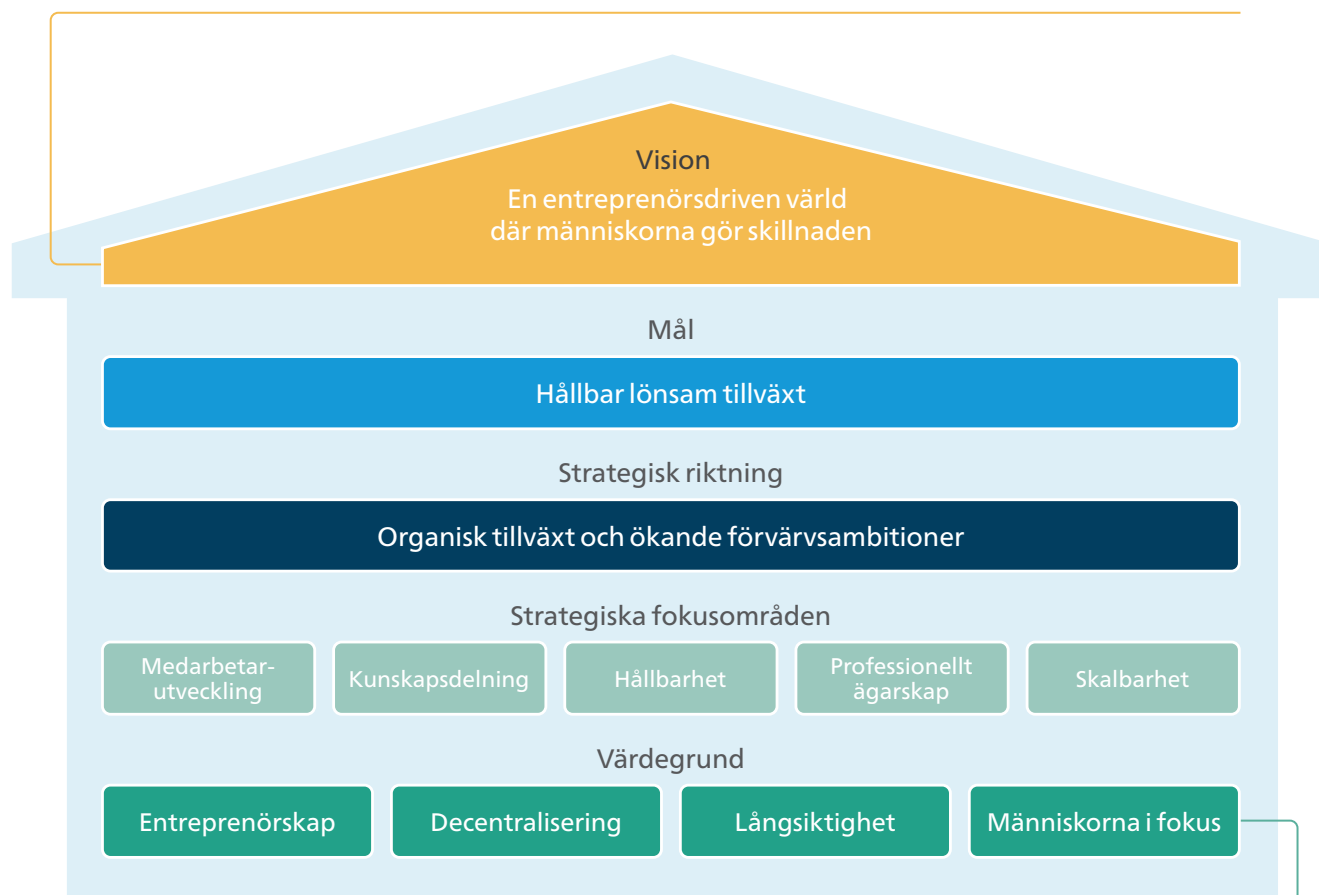 Vision
En entreprenörsdriven värld
där människorna gör skillnaden
Mål
Hållbar lönsam tillväxt
Strategisk riktning
Organisk tillväxt och ökande förvärvsambitioner
Strategiska fokusområden
Medarbetar-
utveckling
Kunskapsdelning
Hållbarhet
Professionellt
ägarskap
Skalbarhet
Värdegrund
Entreprenörskap
Decentralisering
Långsiktighet
Människorna i fokus